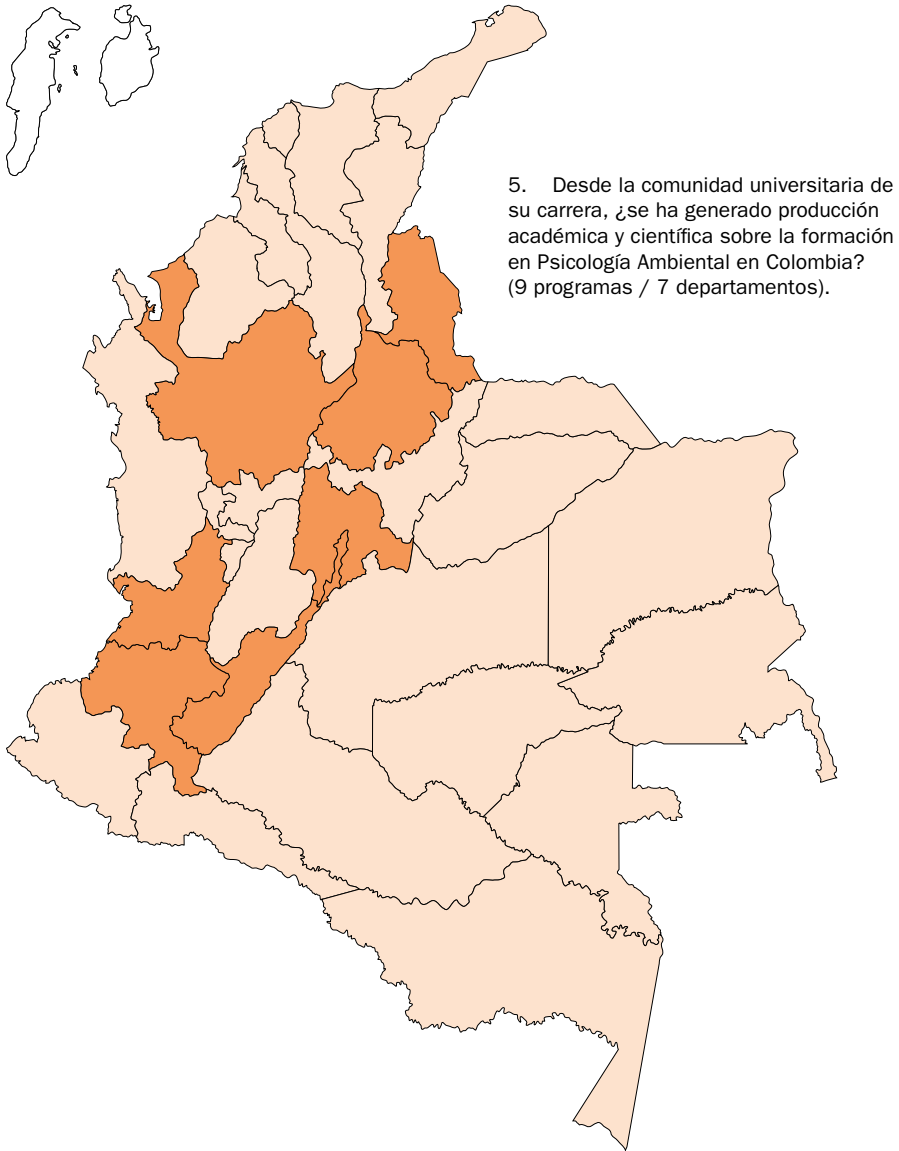 5. Desde la comunidad universitaria de
su carrera, ¿se ha generado producción
académica y científica sobre la formación
en Psicología Ambiental en Colombia?
(9 programas / 7 departamentos).